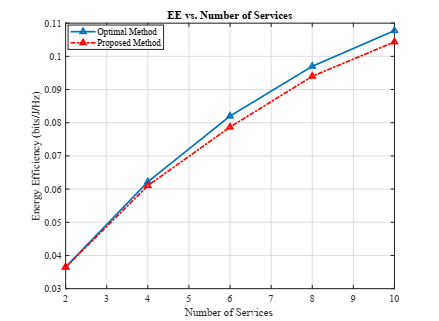 EE vs. Number of Services
Optimal Method
Proposed Method
0.11
0.1
0.09
0.08
0.07
0.06
0.05
0.04
0.03
Energy Efficiency (bits/J/Hz)
2 3 4 5 6 7 8 9 10
Number of Services